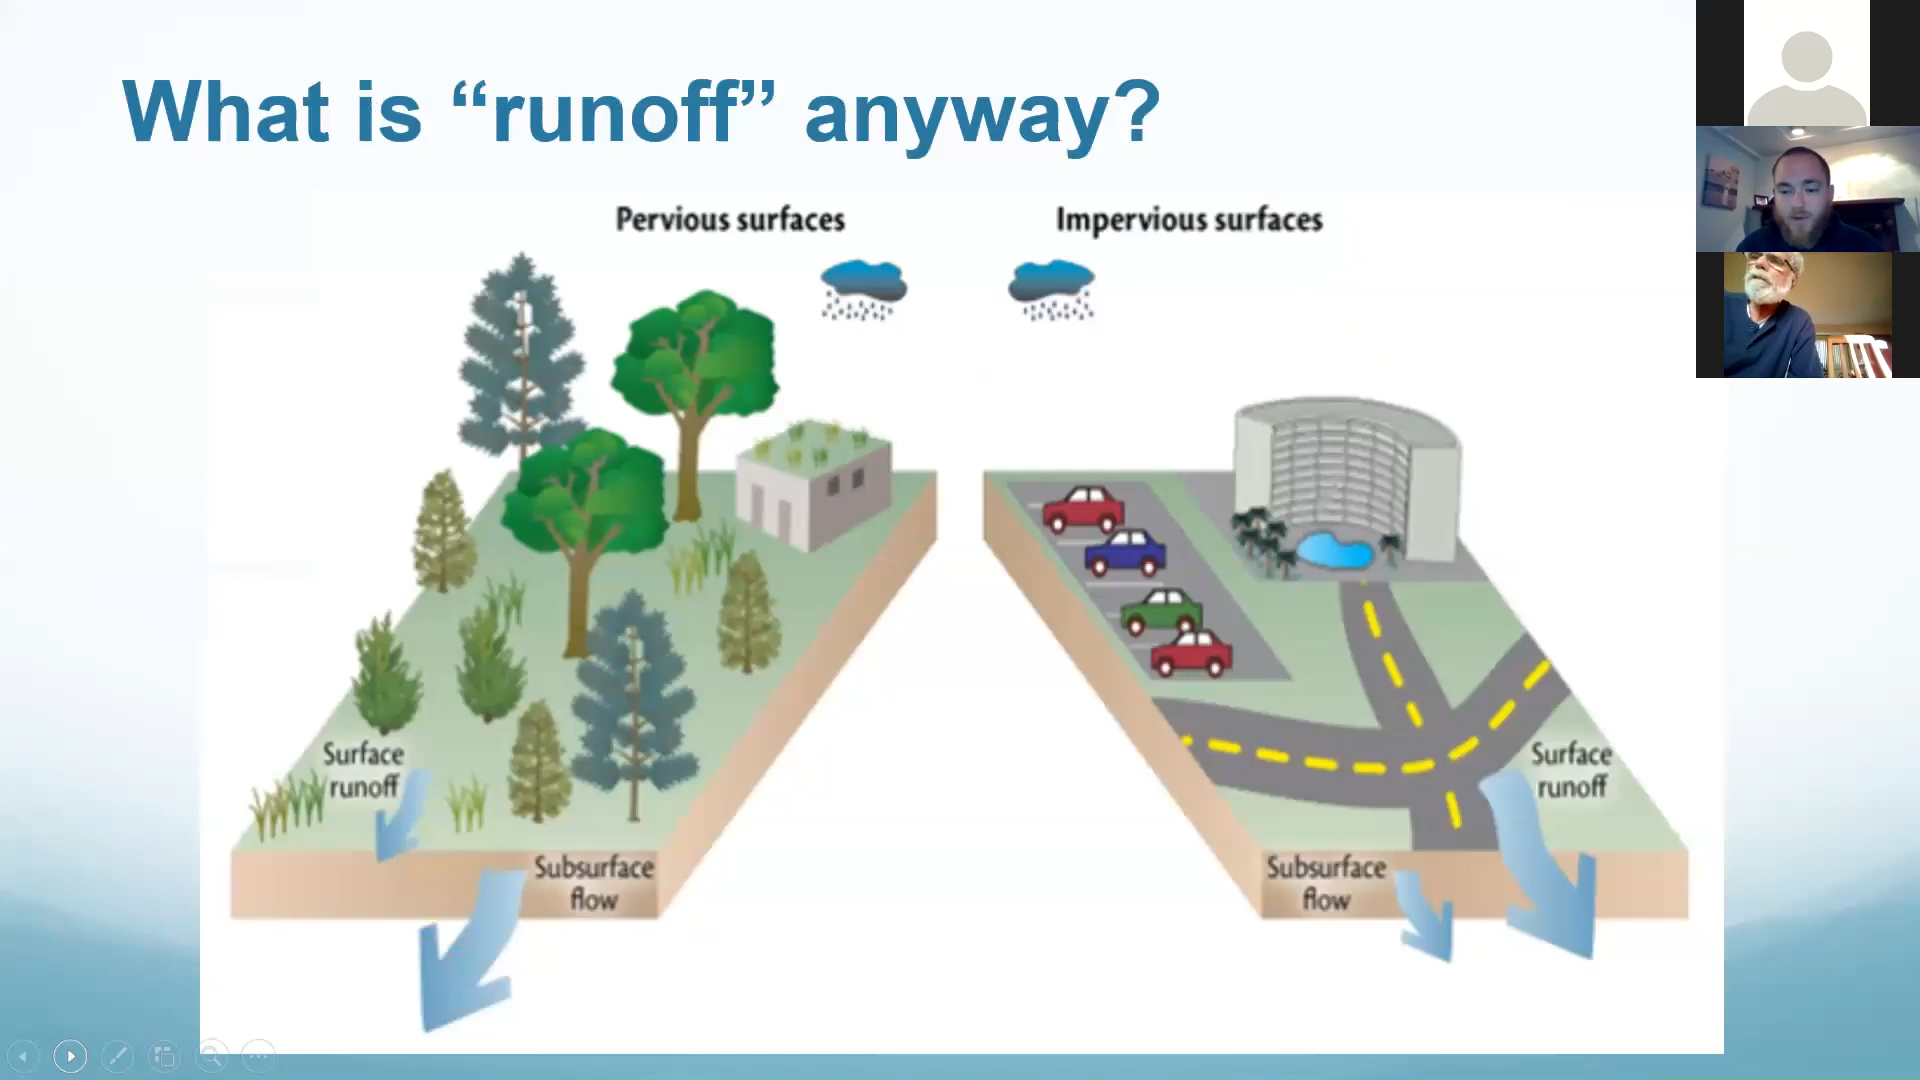 What is “runoff” anyway?
Pervious surfaces
Impervious surfaces
Surface
runoff
Subsurface
flow
Surface
runoff
Subsurface
flow